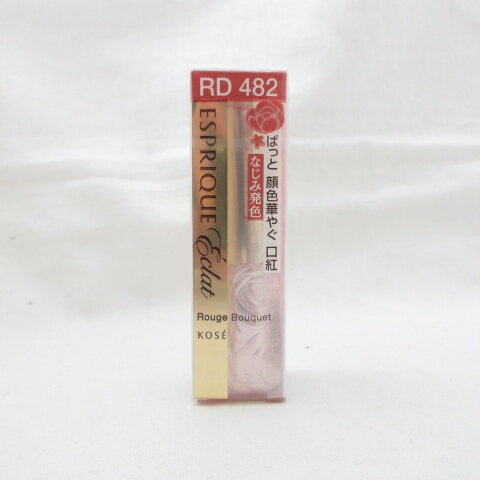 RD 482
ESPRIQUE
Éclat
ぱっと 顔色華やぐ 口紅
なじみ発色
Rouge Bouquet
KOSÉ